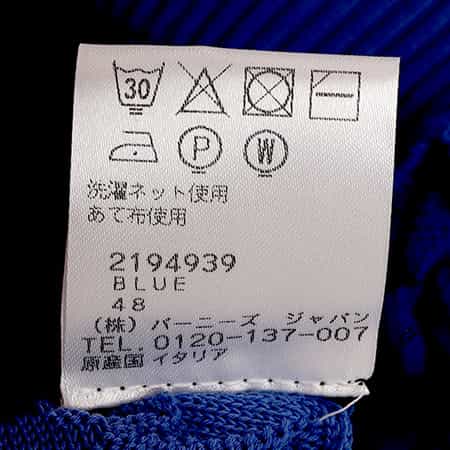 30
P W
洗濯ネット使用
あて布使用
2194939
BLUE
48
(株) バーニーズ ジャパン
TEL.0120-137-007
原産国 イタリア